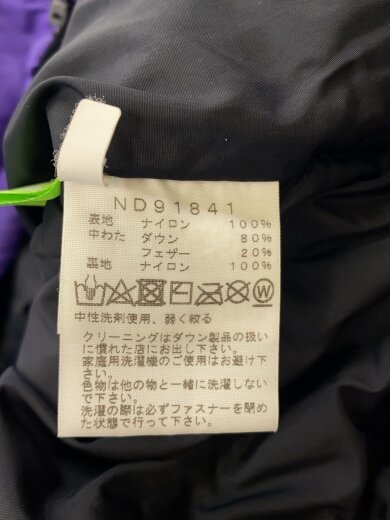 ND91841
表地 ナイロン 100%
中わた ダウン 80%
フェザー 20%
裏地 ナイロン 100%
中性洗剤使用、弱く絞る
クリーニングはダウン製品の扱い
に慣れた店にお出し下さい。
家庭用洗濯機のご使用はお避け下
さい。
色物は他の物と一緒に洗濯しない
で下さい。
洗濯の際は必ずファスナーを閉め
た状態で行って下さい。